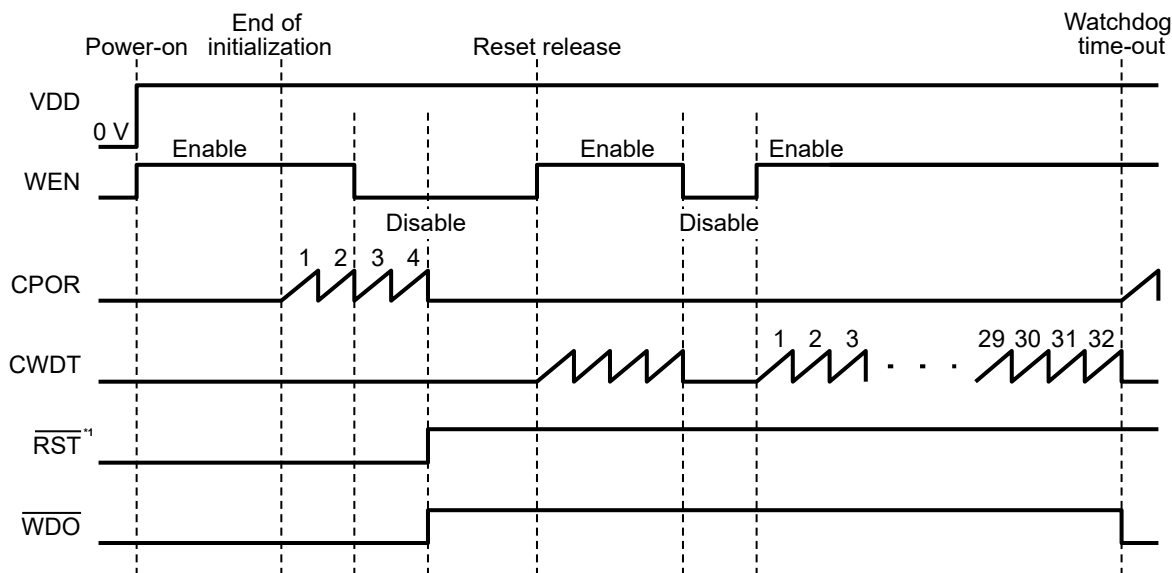 End of
Power-on initialization
Reset release
Watchdog
time-out
VDD
0 V
Enable
Enable
Enable
WEN
Disable
Disable
1 2 3 4
CPOR
1 2 3
29 30 31 32
CWDT
. . . .
RST*1
WDO